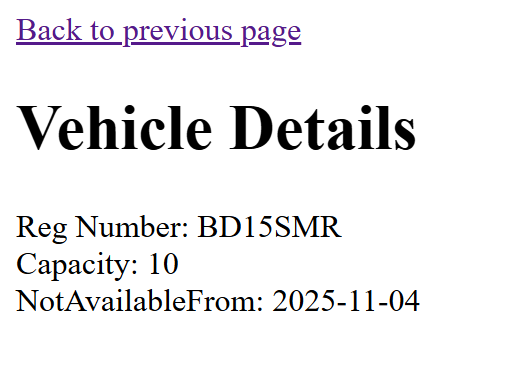 Back to previous page
Vehicle Details
Reg Number: BD15SMR
Capacity: 10
NotAvailableFrom: 2025-11-04